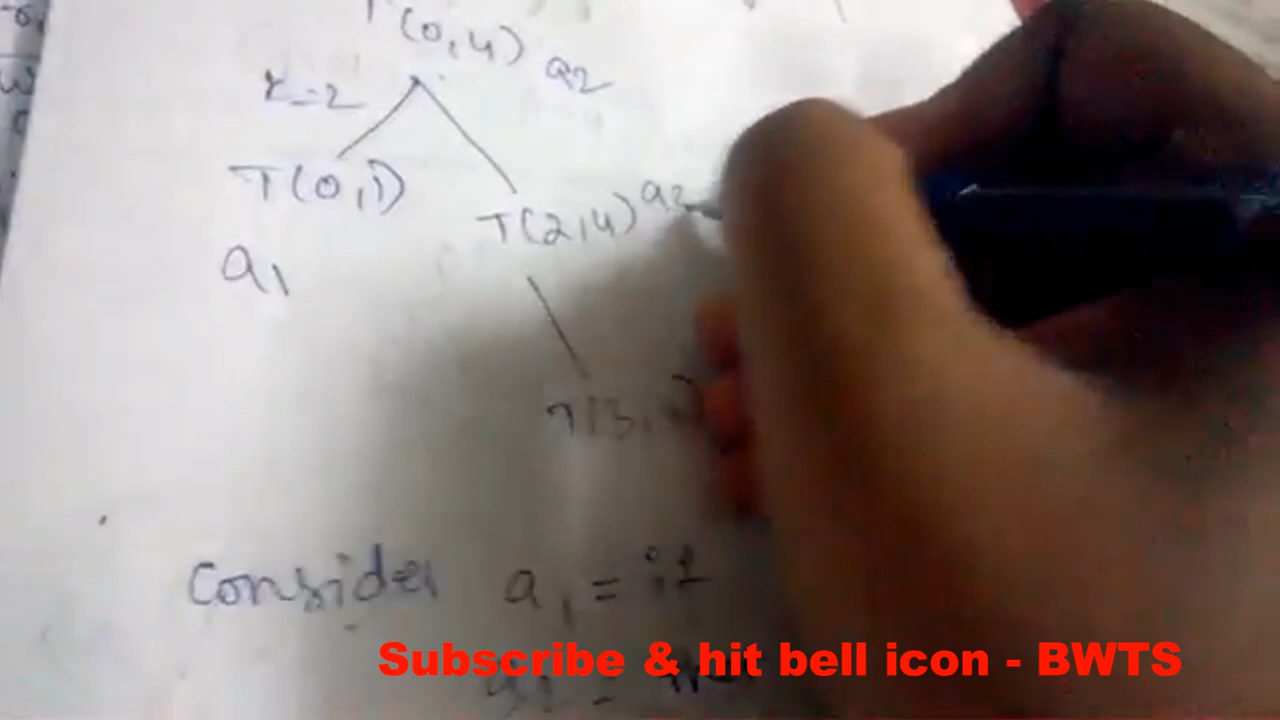 T(0,4) a2
r=2
T(0,1)
T(2,4) a2
a1
Consider a1 = if
Subscribe & hit bell icon - BWTS